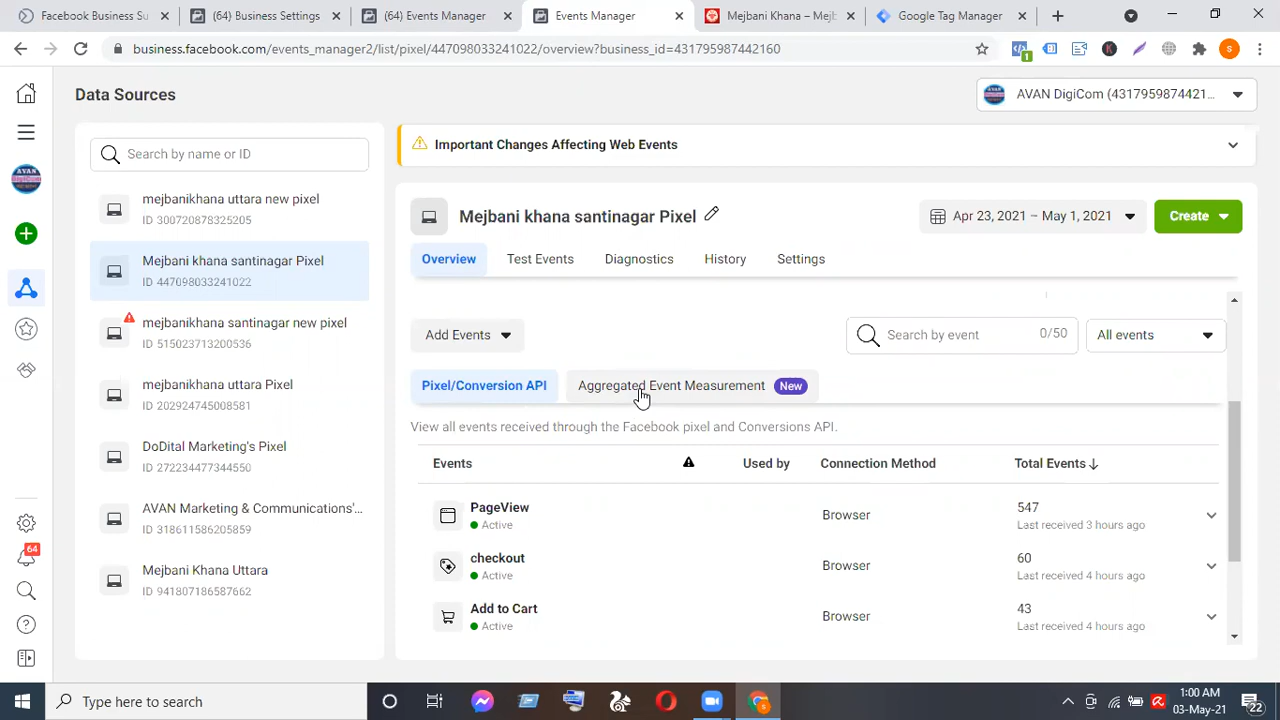 Facebook Business Su
(64) Business Settings
(64) Events Manager
Events Manager
Mejbani Khana – Mejb
Google Tag Manager
business.facebook.com/events_manager2/list/pixel/447098033241022/overview?business_id=431795987442160
1
s
Data Sources
AVAN DigiCom (4317959874421...
Search by name or ID
Important Changes Affecting Web Events
mejbanikhana uttara new pixel
ID 300720878325205
Mejbani khana santinagar Pixel
ID 447098033241022
mejbanikhana santinagar new pixel
ID 515023713200536
mejbanikhana uttara Pixel
ID 202924745008581
DoDital Marketing's Pixel
ID 272234477344550
AVAN Marketing & Communications'...
ID 318611586205859
Mejbani Khana Uttara
ID 941807186587662
64
Mejbani khana santinagar Pixel
Apr 23, 2021 – May 1, 2021
Create
Overview
Test Events
Diagnostics
History
Settings
Add Events
Search by event
0/50
All events
Pixel/Conversion API
Aggregated Event Measurement
New
View all events received through the Facebook pixel and Conversions API.
Events
Used by
Connection Method
Total Events
PageView
Active
Browser
547
Last received 3 hours ago
checkout
Active
Browser
60
Last received 4 hours ago
Add to Cart
Active
Browser
43
Last received 4 hours ago
Type here to search
1:00 AM
03-May-21
22